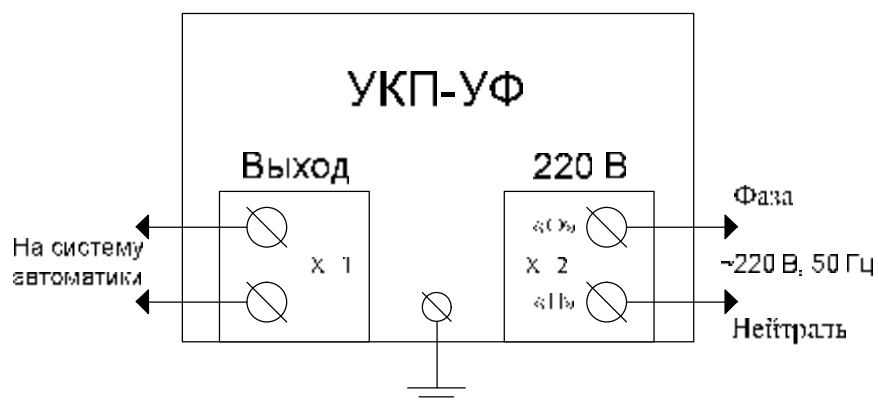 УКП-УФ
Выход
220 В
Фаза
На систему
автоматики
X 1
X 2
~220 В, 50 Гц
Нейтраль